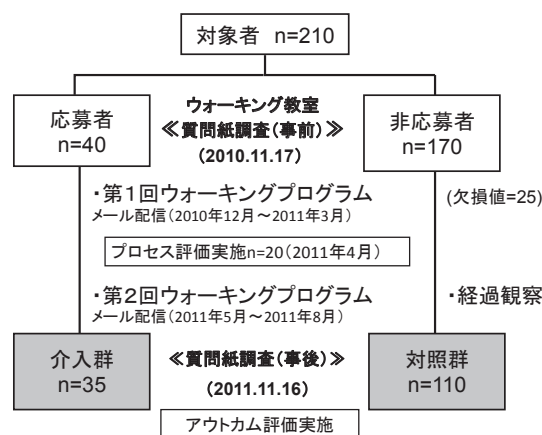 対象者 n=210
応募者
n=40
ウォーキング教室
≪質問紙調査(事前)≫
(2010.11.17)
非応募者
n=170
・第1回ウォーキングプログラム
メール配信(2010年12月～2011年3月)
(欠損値=25)
プロセス評価実施n=20(2011年4月)
・第2回ウォーキングプログラム
メール配信(2011年5月～2011年8月)
・経過観察
介入群
n=35
≪質問紙調査(事後)≫
(2011.11.16)
対照群
n=110
アウトカム評価実施